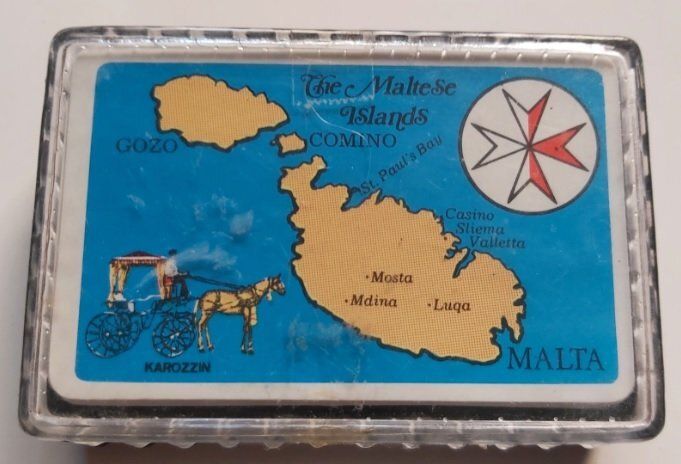 The Maltese
Islands
GOZO
COMINO
St. Paul's Bay
Casino
Sliema
Valletta
·Mosta
·Mdina
·Luqa
MALTA
KAROZZIN